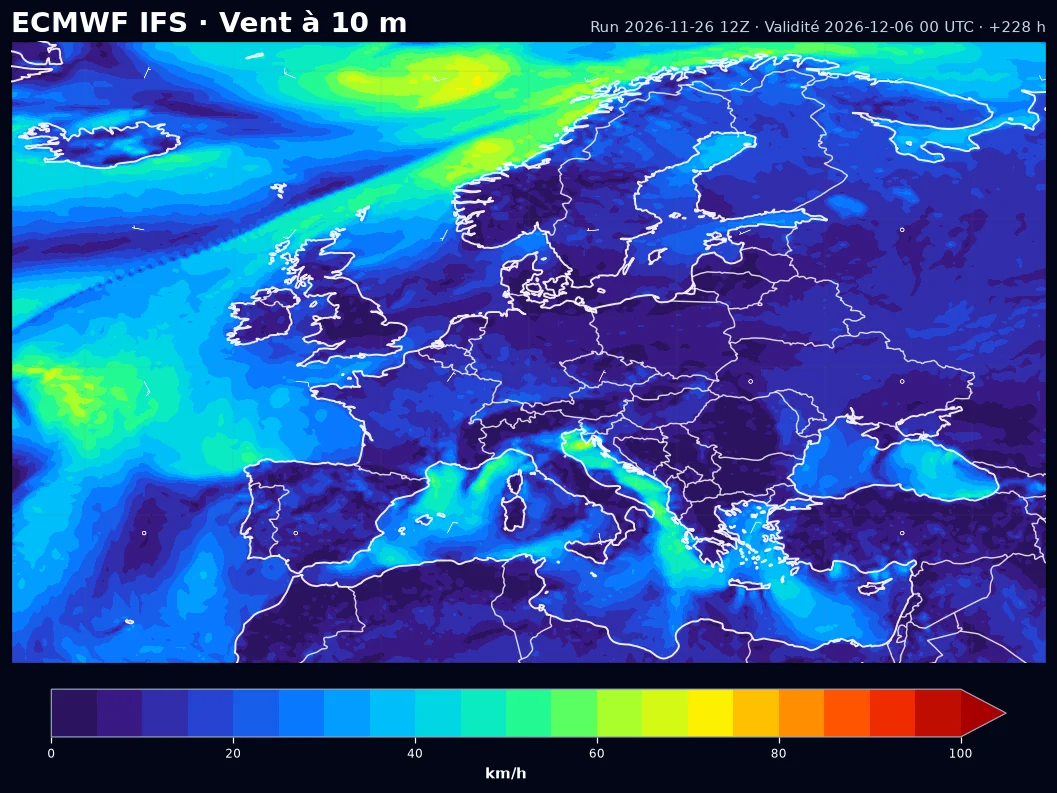 ECMWF IFS · Vent à 10 m
Run 2026-11-26 12Z · Validité 2026-12-06 00 UTC · +228 h
0 20 40 60 80 100
km/h